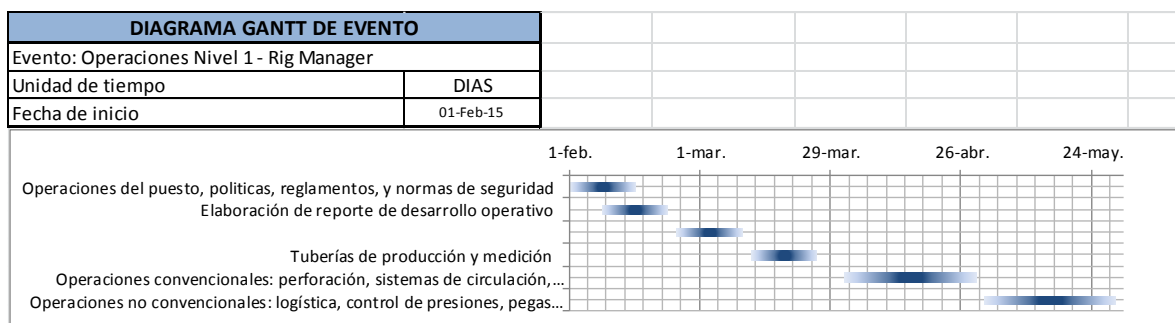 DIAGRAMA GANTT DE EVENTO
Evento: Operaciones Nivel 1 - Rig Manager
Unidad de tiempo DIAS
Fecha de inicio 01-Feb-15
1-feb. 1-mar. 29-mar. 26-abr. 24-may.
Operaciones del puesto, politicas, reglamentos, y normas de seguridad
Elaboración de reporte de desarrollo operativo
Tuberías de producción y medición
Operaciones convencionales: perforación, sistemas de circulación,...
Operaciones no convencionales: logística, control de presiones, pegas...